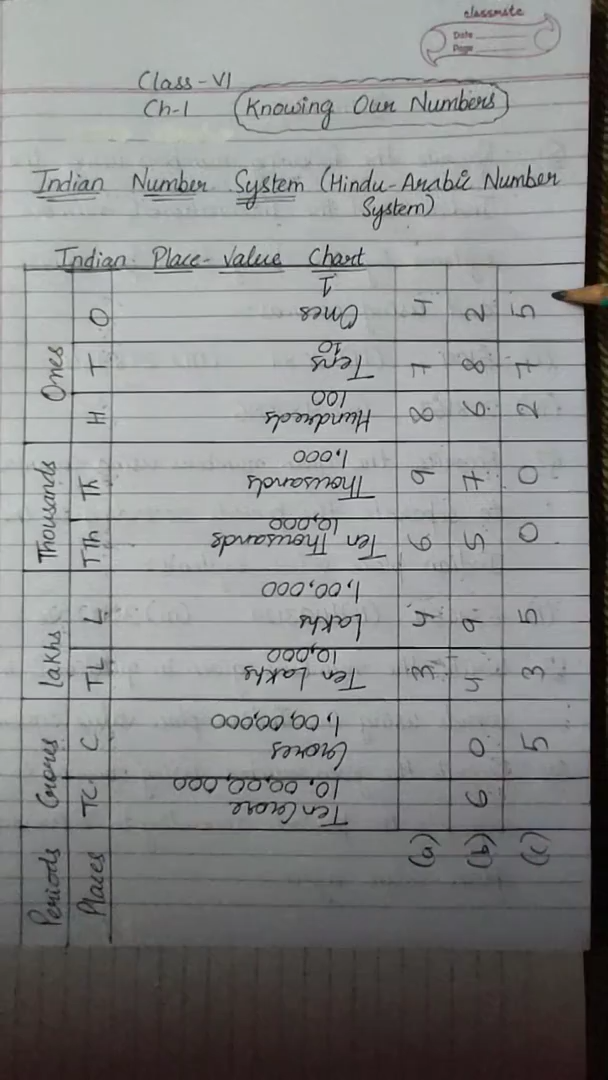 classmate
Date
Page
Class-VI
Ch-1 Knowing Our Numbers
Indian Number System (Hindu-Arabic Number
System)
Indian Place-Value Chart
Periods Crores Lakhs Thousands Ones
Places TC C TL L T Th Th H T O
Ten Crore 10,00,00,000
Crores 1,00,00,000
Ten Lakhs 10,000
Lakhs 1,00,000
Ten Thousands 10,000
Thousands 1,000
Hundreds 100
Tens 10
Ones 1
(a) 3 4 6 9 8 7 4
(b) 6 0 4 9 5 7 6 8 2
(c) 5 3 5 0 0 2 7 5